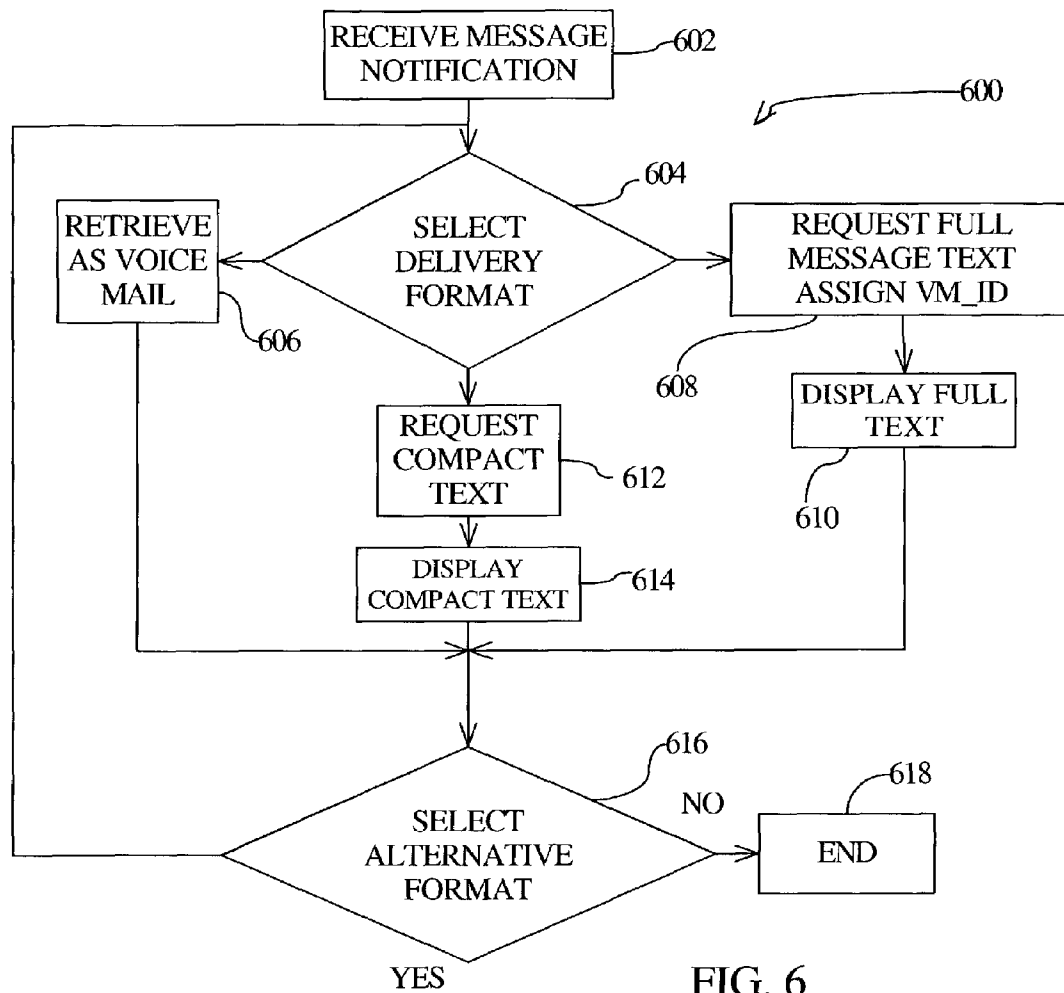 RECEIVE MESSAGE
NOTIFICATION
602
600
604
SELECT
DELIVERY
FORMAT
RETRIEVE
AS VOICE
MAIL
606
REQUEST FULL
MESSAGE TEXT
ASSIGN VM_ID
608
DISPLAY FULL
TEXT
610
REQUEST
COMPACT
TEXT
612
DISPLAY
COMPACT TEXT
614
616
SELECT
ALTERNATIVE
FORMAT
NO
618
END
YES
FIG. 6